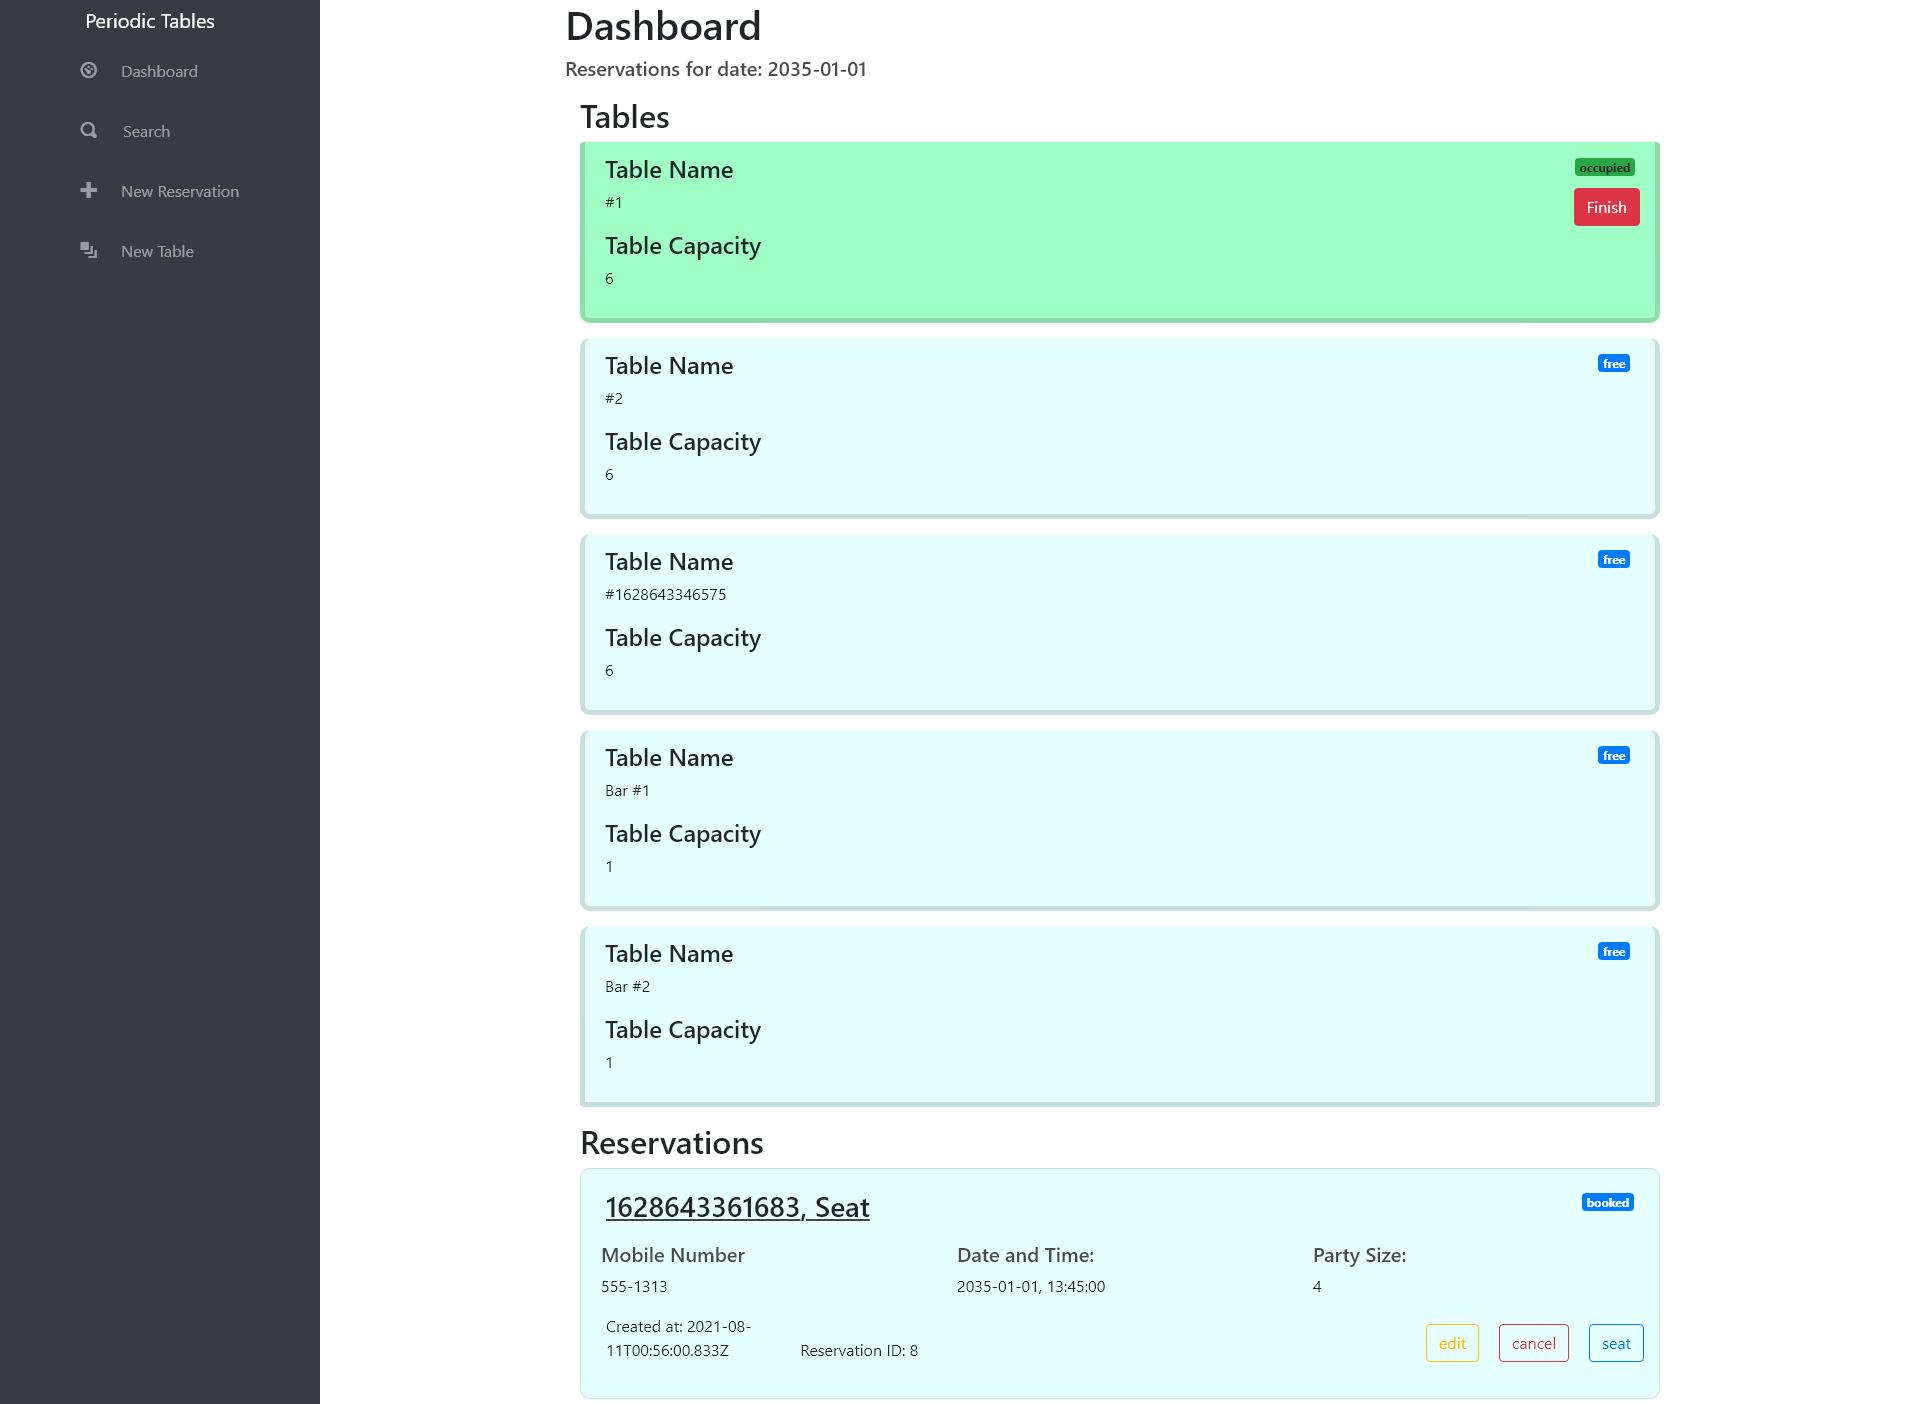 Periodic Tables
Dashboard
Search
New Reservation
New Table
Dashboard
Reservations for date: 2035-01-01
Tables
Table Name
occupied
#1
Finish
Table Capacity
6
Table Name
free
#2
Table Capacity
6
Table Name
free
#1628643346575
Table Capacity
6
Table Name
free
Bar #1
Table Capacity
1
Table Name
free
Bar #2
Table Capacity
1
Reservations
1628643361683, Seat
booked
Mobile Number
555-1313
Date and Time:
2035-01-01, 13:45:00
Party Size:
4
Created at: 2021-08-
11T00:56:00.833Z
Reservation ID: 8
edit
cancel
seat